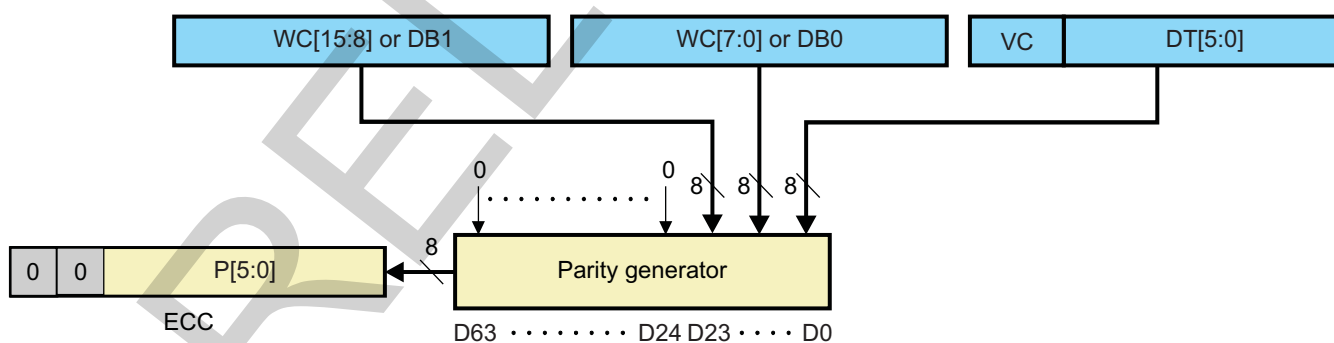 WC[15:8] or DB1
WC[7:0] or DB0
VC
DT[5:0]
0
0
8
8
8
8
0
0
P[5:0]
Parity generator
ECC
D63 · · · · · · · · D24 D23 · · · · D0